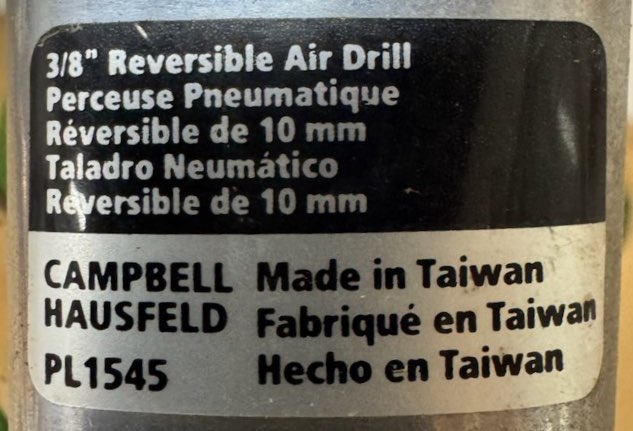 3/8" Reversible Air Drill
Perceuse Pneumatique
Réversible de 10 mm
Taladro Neumático
Reversible de 10 mm
CAMPBELL
HAUSFELD
PL1545
Made in Taiwan
Fabriqué en Taiwan
Hecho en Taiwan